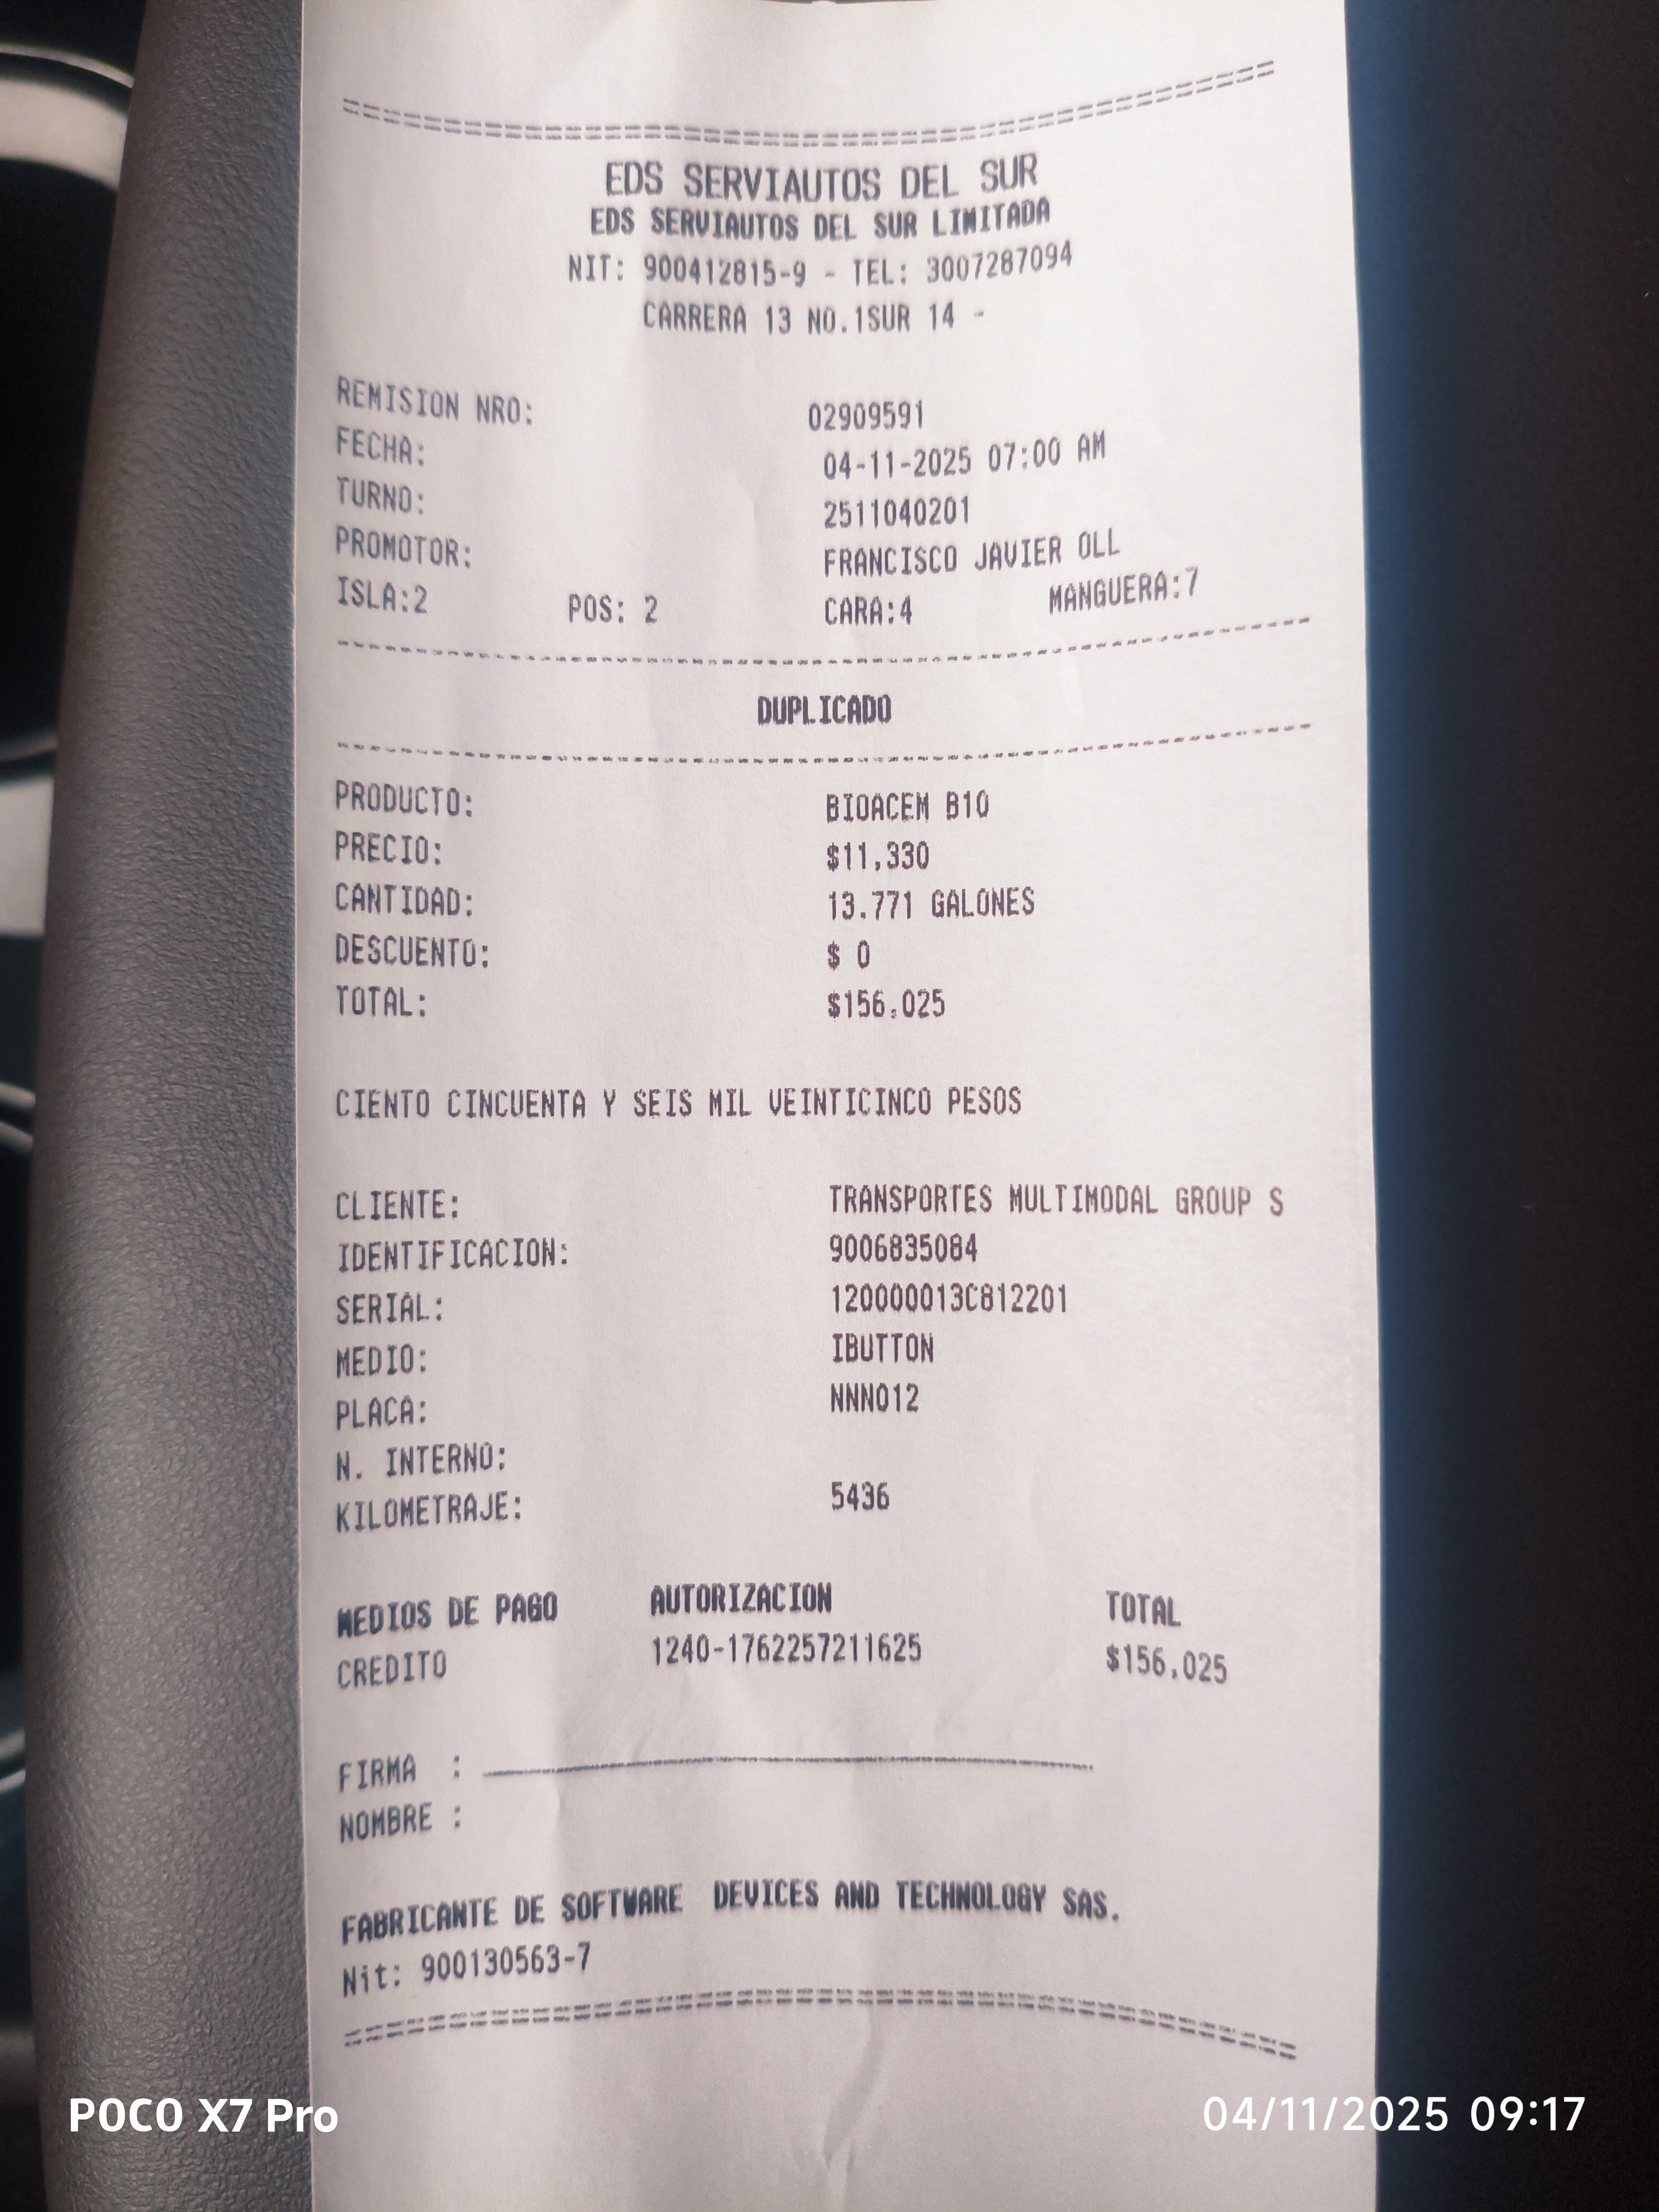 EDS SERVIAUTOS DEL SUR
EDS SERVIAUTOS DEL SUR LIMITADA
NIT: 900412815-9 - TEL: 3007287094
CARRERA 13 NO.1SUR 14 -
REMISION NRO: 02909591
FECHA: 04-11-2025 07:00 AM
TURNO: 2511040201
PROMOTOR: FRANCISCO JAVIER OLL
ISLA:2 POS: 2 CARA:4 MANGUERA:7
DUPLICADO
PRODUCTO: BIOACEM B10
PRECIO: $11,330
CANTIDAD: 13.771 GALONES
DESCUENTO: $ 0
TOTAL: $156,025
CIENTO CINCUENTA Y SEIS MIL VEINTICINCO PESOS
CLIENTE: TRANSPORTES MULTIMODAL GROUP S
IDENTIFICACION: 9006835084
SERIAL: 120000013C812201
MEDIO: IBUTTON
PLACA: NNN012
N. INTERNO:
KILOMETRAJE: 5436
MEDIOS DE PAGO AUTORIZACION TOTAL
CREDITO 1240-1762257211625 $156,025
FIRMA :
NOMBRE :
FABRICANTE DE SOFTWARE DEVICES AND TECHNOLOGY SAS.
Nit: 900130563-7
POCO X7 Pro
04/11/2025 09:17